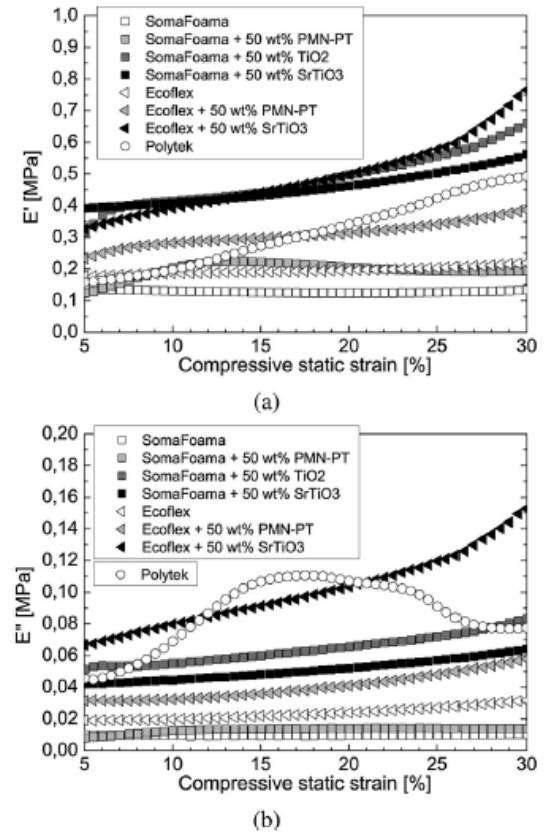 1,0
0,9
0,8
0,7
0,6
0,5
0,4
0,3
0,2
0,1
0,0
E' [MPa]
SomaFoama
SomaFoama + 50 wt% PMN-PT
SomaFoama + 50 wt% TiO2
SomaFoama + 50 wt% SrTiO3
Ecoflex
Ecoflex + 50 wt% PMN-PT
Ecoflex + 50 wt% SrTiO3
Polytek
5 10 15 20 25 30
Compressive static strain [%]
(a)
0,20
0,18
0,16
0,14
0,12
0,10
0,08
0,06
0,04
0,02
0,00
E" [MPa]
SomaFoama
SomaFoama + 50 wt% PMN-PT
SomaFoama + 50 wt% TiO2
SomaFoama + 50 wt% SrTiO3
Ecoflex
Ecoflex + 50 wt% PMN-PT
Ecoflex + 50 wt% SrTiO3
Polytek
5 10 15 20 25 30
Compressive static strain [%]
(b)